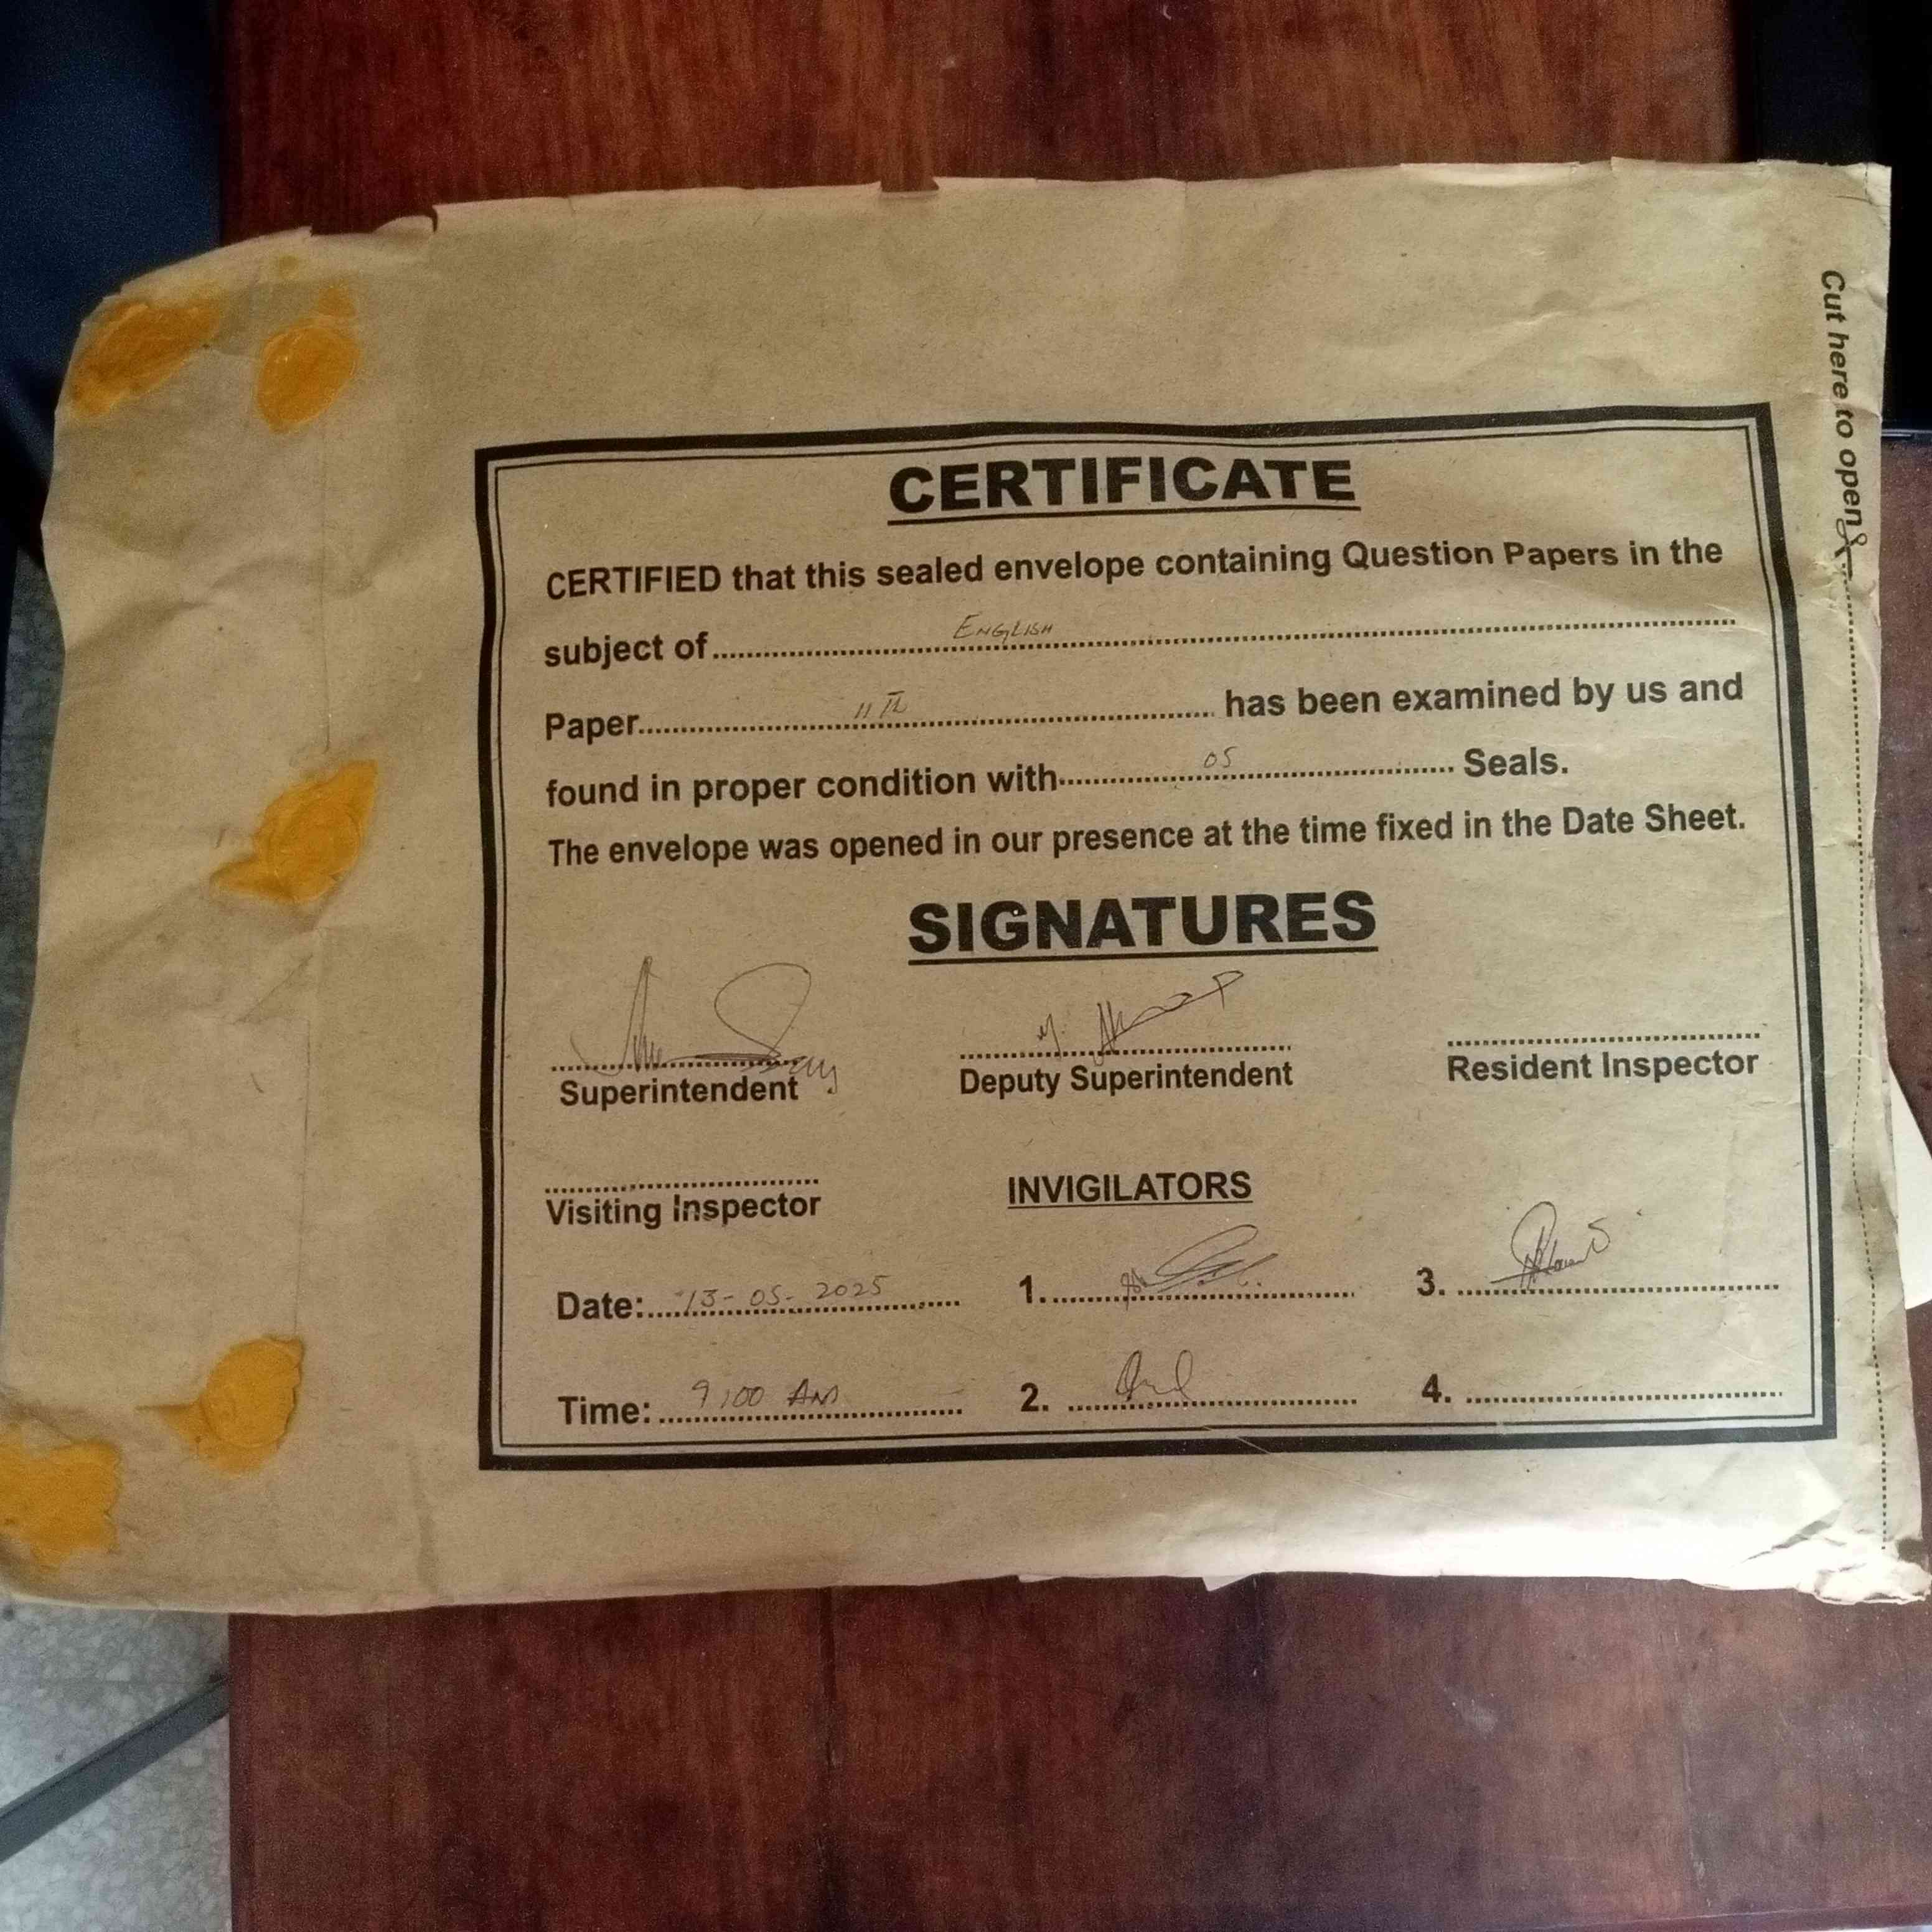 CERTIFICATE
CERTIFIED that this sealed envelope containing Question Papers in the
subject of ENGLISH
Paper 11th has been examined by us and
found in proper condition with 05 Seals.
The envelope was opened in our presence at the time fixed in the Date Sheet.
SIGNATURES
Superintendent Deputy Superintendent Resident Inspector
Visiting Inspector INVIGILATORS
Date: 13-05-2025 1. 3.
Time: 9:00 AM 2. 4.
Cut here to open